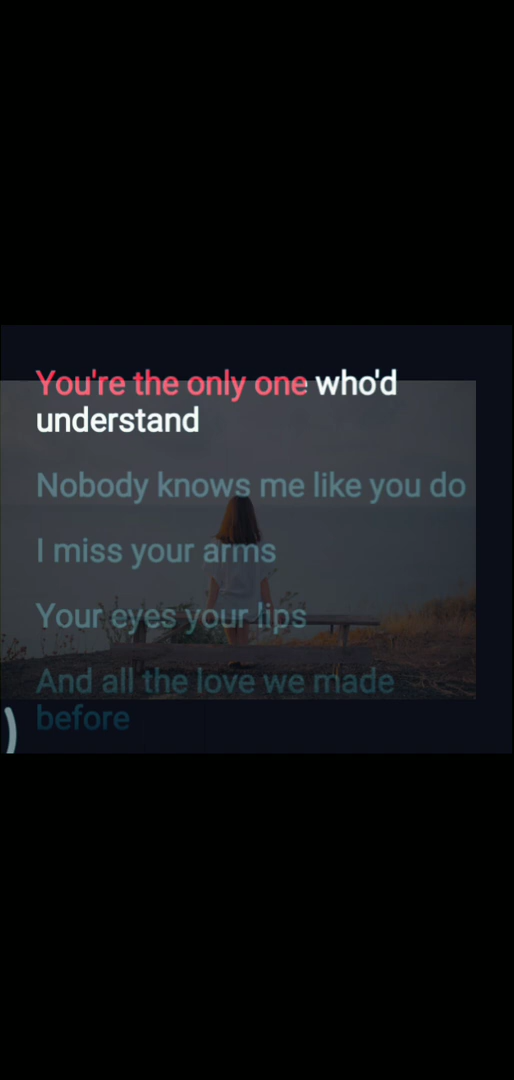 You're the only one who'd
understand
Nobody knows me like you do
I miss your arms
Your eyes your lips
And all the love we made
before